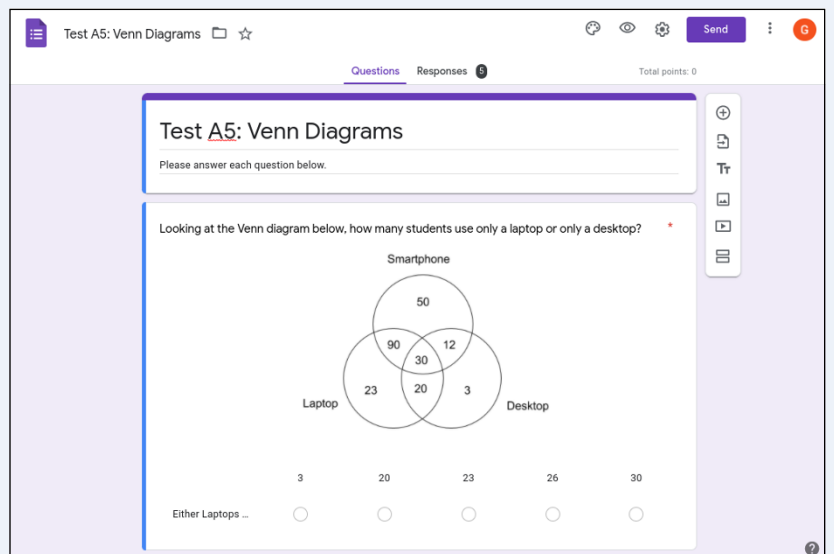 Test A5: Venn Diagrams
Send
G
Questions Responses 5
Total points: 0
Test A5: Venn Diagrams
Please answer each question below.
Looking at the Venn diagram below, how many students use only a laptop or only a desktop? *
Smartphone
50
90 12
30
23 20 3
Laptop Desktop
3 20 23 26 30
Either Laptops ...
Tт
?